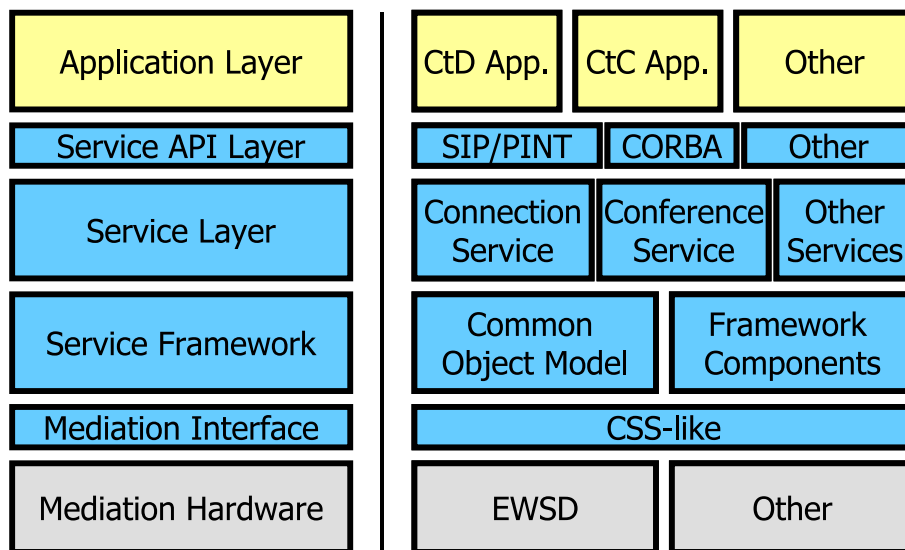 Application Layer
CtD App.
CtC App.
Other
Service API Layer
SIP/PINT
CORBA
Other
Service Layer
Connection
Service
Conference
Service
Other
Services
Service Framework
Common
Object Model
Framework
Components
Mediation Interface
CSS-like
Mediation Hardware
EWSD
Other